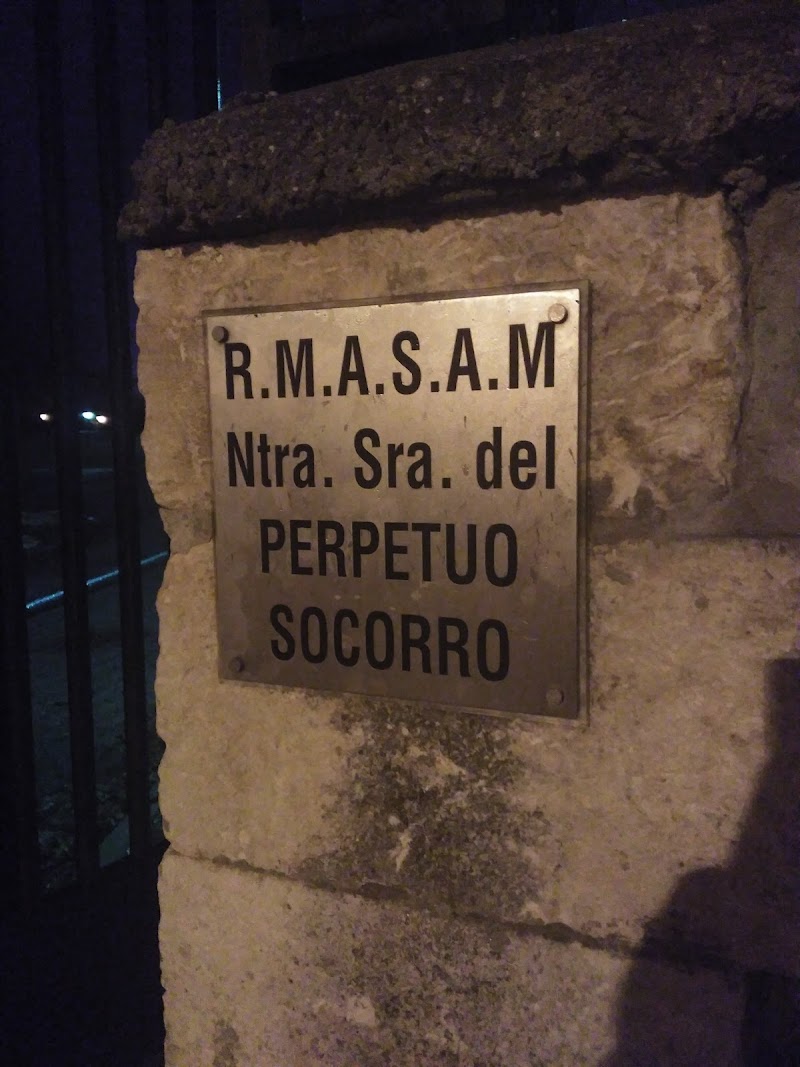 R.M.A.S.A.M
Ntra. Sra. del
PERPETUO
SOCORRO